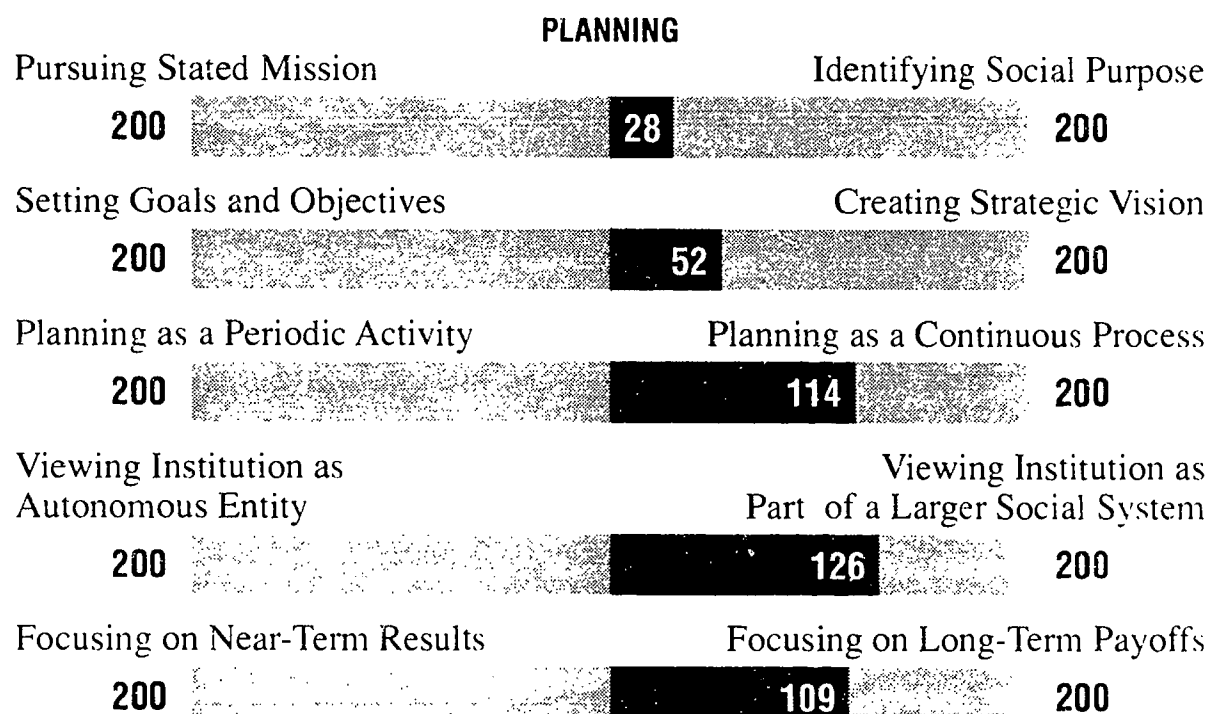 PLANNING
Pursuing Stated Mission Identifying Social Purpose
200 28 200
Setting Goals and Objectives Creating Strategic Vision
200 52 200
Planning as a Periodic Activity Planning as a Continuous Process
200 114 200
Viewing Institution as Viewing Institution as
Autonomous Entity Part of a Larger Social System
200 126 200
Focusing on Near-Term Results Focusing on Long-Term Payoffs
200 109 200